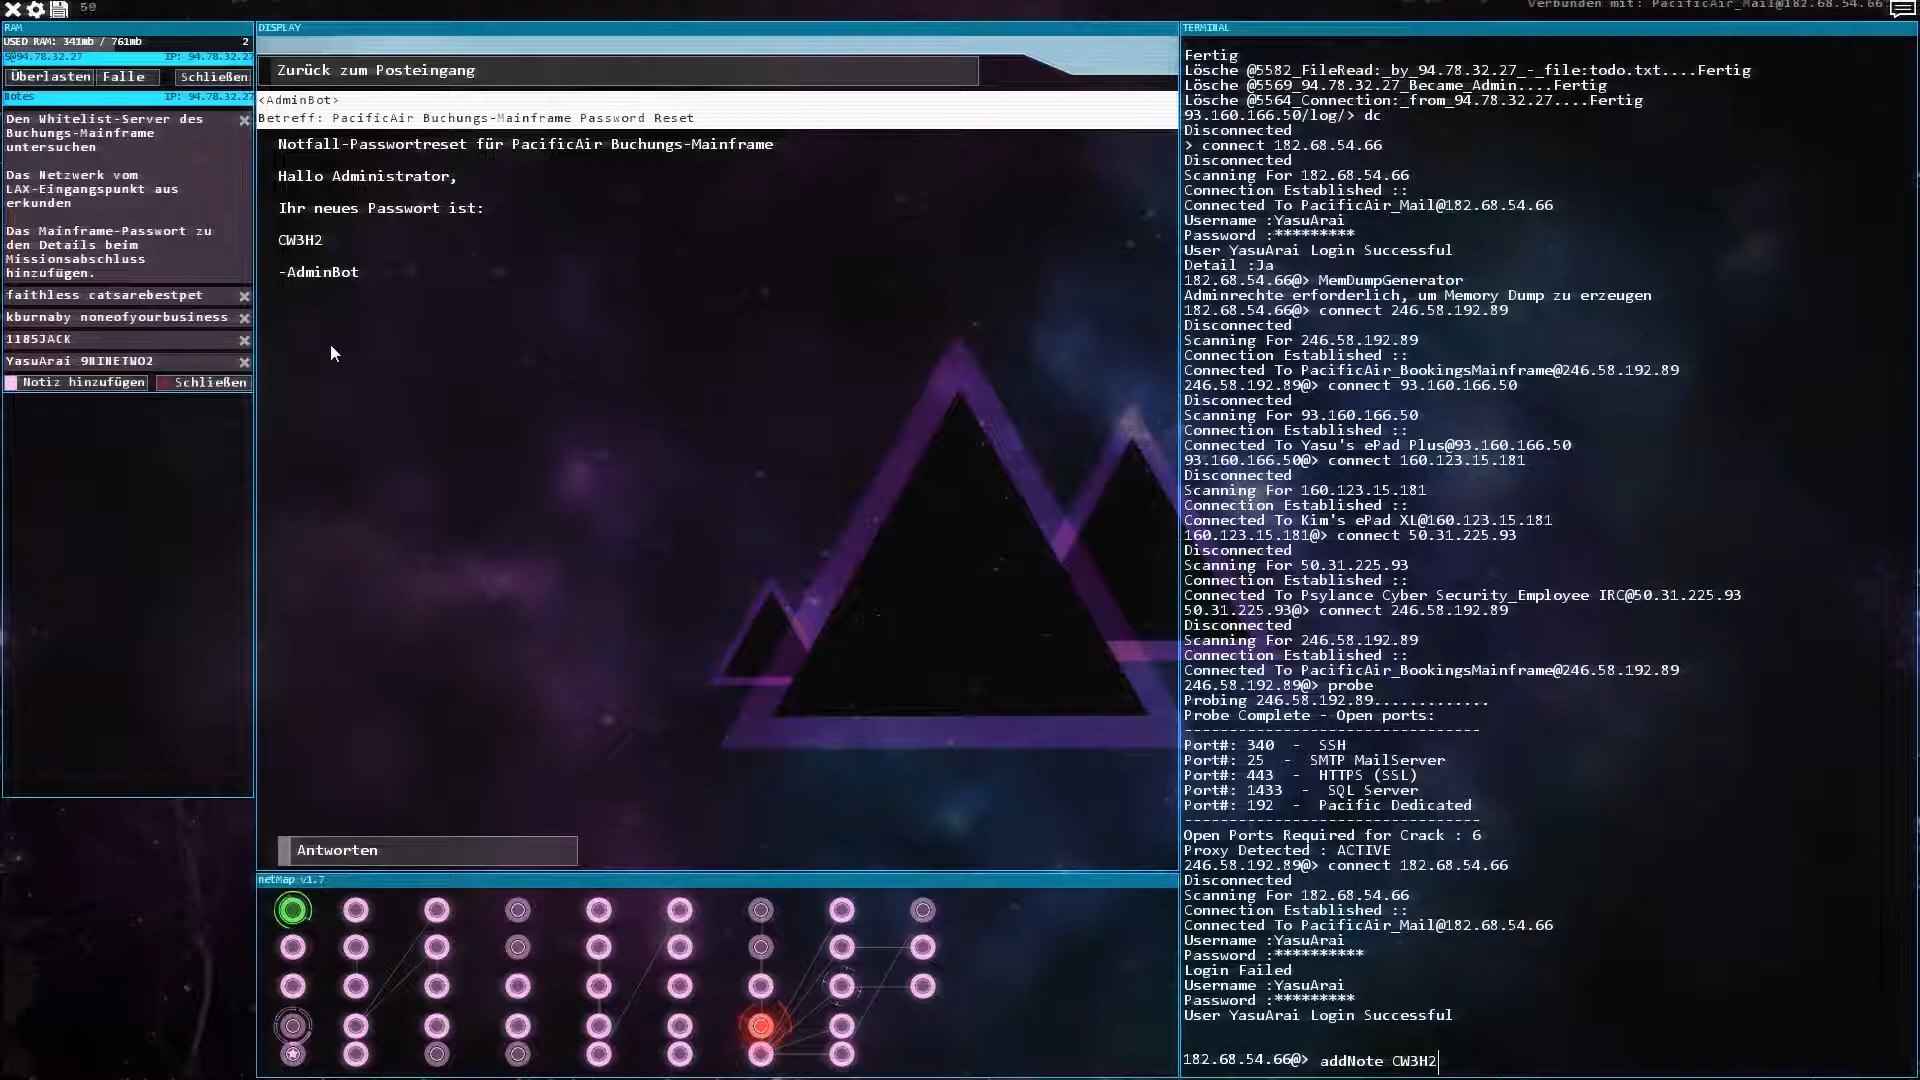 59
Verbunden mit: PacificAir_Mail@182.68.54.66
RAM
USED RAM: 341mb / 761mb 2
S@94.78.32.27 IP: 94.78.32.27
Überlasten Falle Schließen
Notes IP: 94.78.32.27
Den Whitelist-Server des
Buchungs-Mainframe
untersuchen
Das Netzwerk vom
LAX-Eingangspunkt aus
erkunden
Das Mainframe-Passwort zu
den Details beim
Missionsabschluss
hinzufügen.
faithless catsarebestpet
kburnaby noneofyourbusiness
1185JACK
YasuArai 9NINETWO2
Notiz hinzufügen Schließen
DISPLAY
Zurück zum Posteingang
<AdminBot>
Betreff: PacificAir Buchungs-Mainframe Password Reset
Notfall-Passwortreset für PacificAir Buchungs-Mainframe
Hallo Administrator,
Ihr neues Passwort ist:
CW3H2
-AdminBot
Antworten
netMap v1.7
TERMINAL
Fertig
Lösche @5582_FileRead:_by_94.78.32.27_-_file:todo.txt....Fertig
Lösche @5569_94.78.32.27_Became_Admin....Fertig
Lösche @5564_Connection:_from_94.78.32.27....Fertig
93.160.166.50/log/> dc
Disconnected
> connect 182.68.54.66
Disconnected
Scanning For 182.68.54.66
Connection Established ::
Connected To PacificAir_Mail@182.68.54.66
Username :YasuArai
Password :*********
User YasuArai Login Successful
Detail :Ja
182.68.54.66@> MemDumpGenerator
Adminrechte erforderlich, um Memory Dump zu erzeugen
182.68.54.66@> connect 246.58.192.89
Disconnected
Scanning For 246.58.192.89
Connection Established ::
Connected To PacificAir_BookingsMainframe@246.58.192.89
246.58.192.89@> connect 93.160.166.50
Disconnected
Scanning For 93.160.166.50
Connection Established ::
Connected To Yasu's ePad Plus@93.160.166.50
93.160.166.50@> connect 160.123.15.181
Disconnected
Scanning For 160.123.15.181
Connection Established ::
Connected To Kim's ePad XL@160.123.15.181
160.123.15.181@> connect 50.31.225.93
Disconnected
Scanning For 50.31.225.93
Connection Established ::
Connected To Psylance Cyber Security_Employee IRC@50.31.225.93
50.31.225.93@> connect 246.58.192.89
Disconnected
Scanning For 246.58.192.89
Connection Established ::
Connected To PacificAir_BookingsMainframe@246.58.192.89
246.58.192.89@> probe
Probing 246.58.192.89.............
Probe Complete - Open ports:
---------------------------------
Port#: 340 - SSH
Port#: 25 - SMTP MailServer
Port#: 443 - HTTPS (SSL)
Port#: 1433 - SQL Server
Port#: 192 - Pacific Dedicated
---------------------------------
Open Ports Required for Crack : 6
Proxy Detected : ACTIVE
246.58.192.89@> connect 182.68.54.66
Disconnected
Scanning For 182.68.54.66
Connection Established ::
Connected To PacificAir_Mail@182.68.54.66
Username :YasuArai
Password :**********
Login Failed
Username :YasuArai
Password :*********
User YasuArai Login Successful
182.68.54.66@> addNote CW3H2